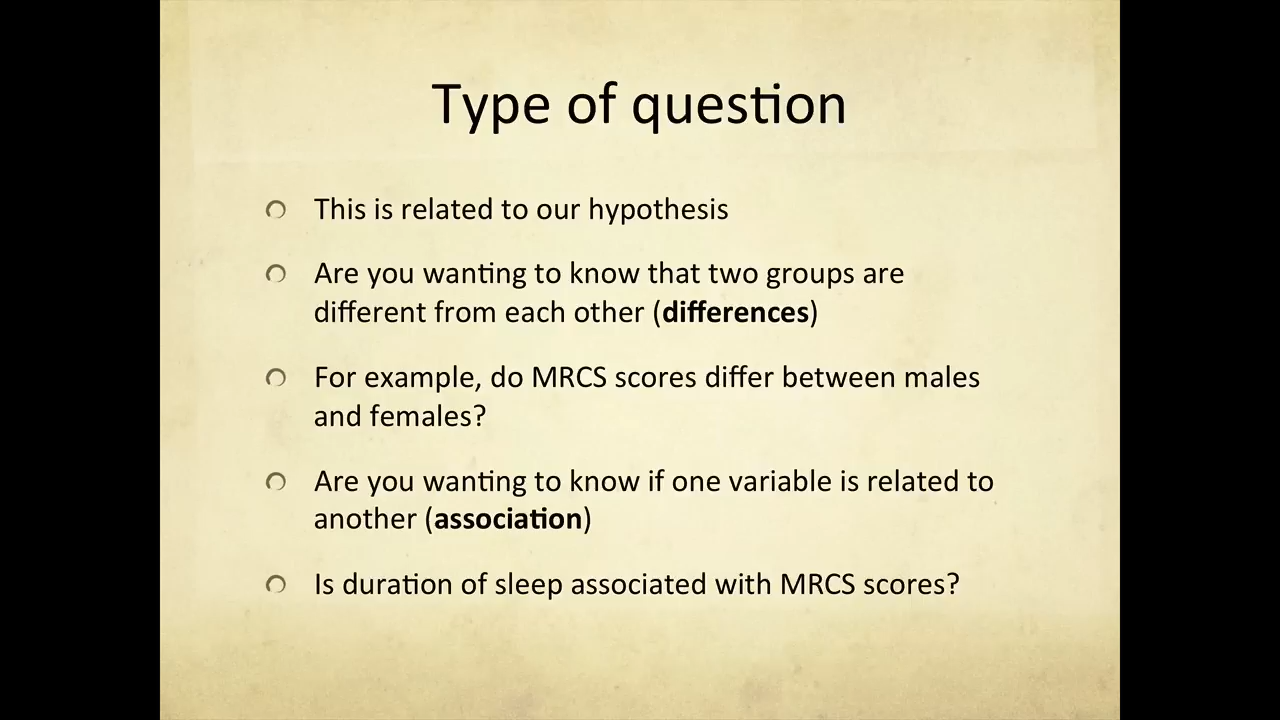 Type of question
This is related to our hypothesis
Are you wanting to know that two groups are
different from each other (differences)
For example, do MRCS scores differ between males
and females?
Are you wanting to know if one variable is related to
another (association)
Is duration of sleep associated with MRCS scores?